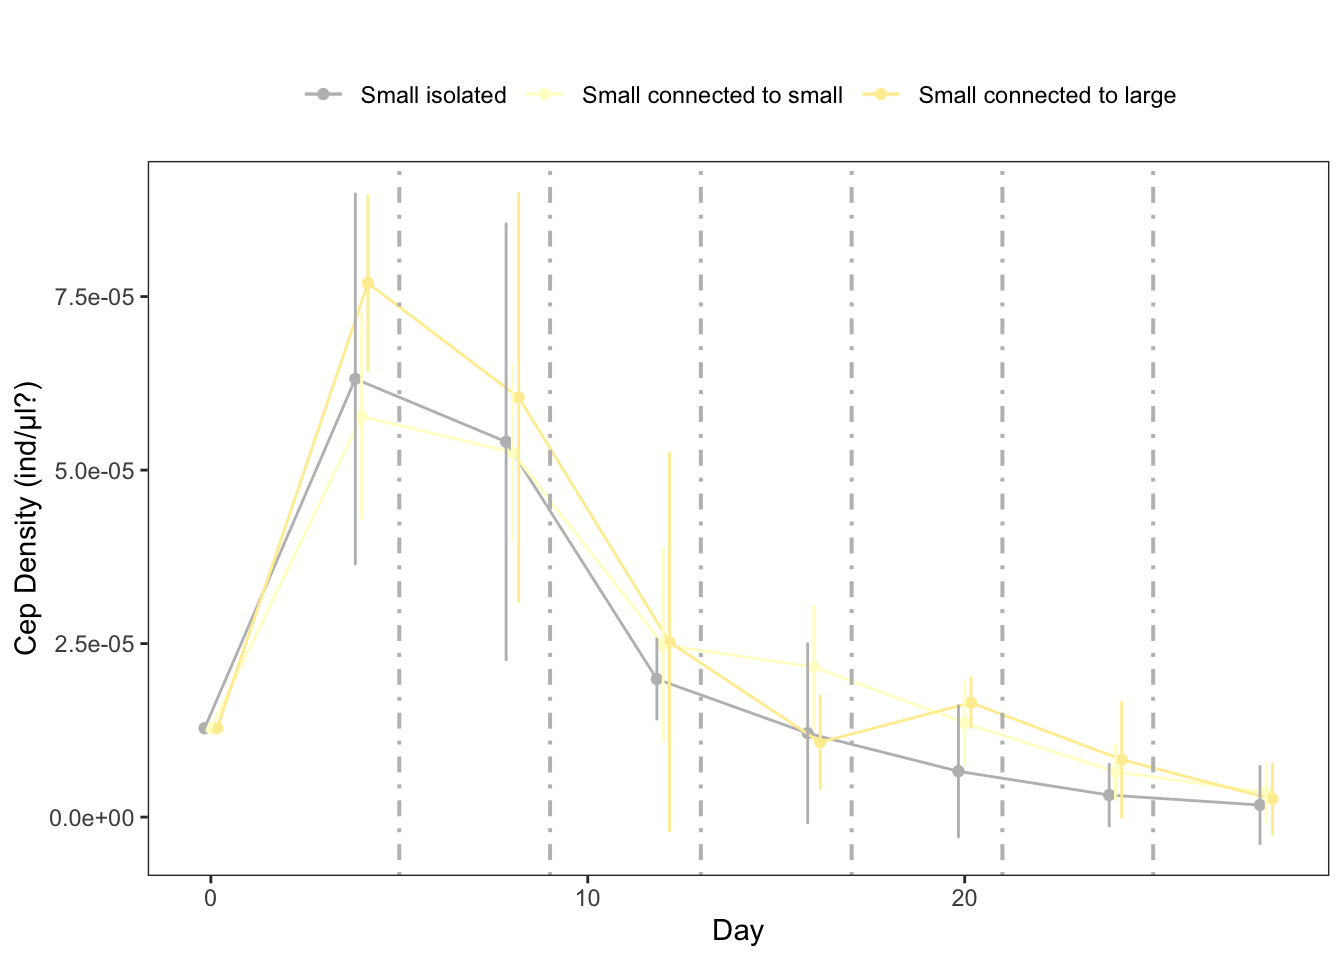 Small isolated Small connected to small Small connected to large
7.5e-05
5.0e-05
2.5e-05
0.0e+00
Cep Density (ind/µl?)
0 10 20
Day